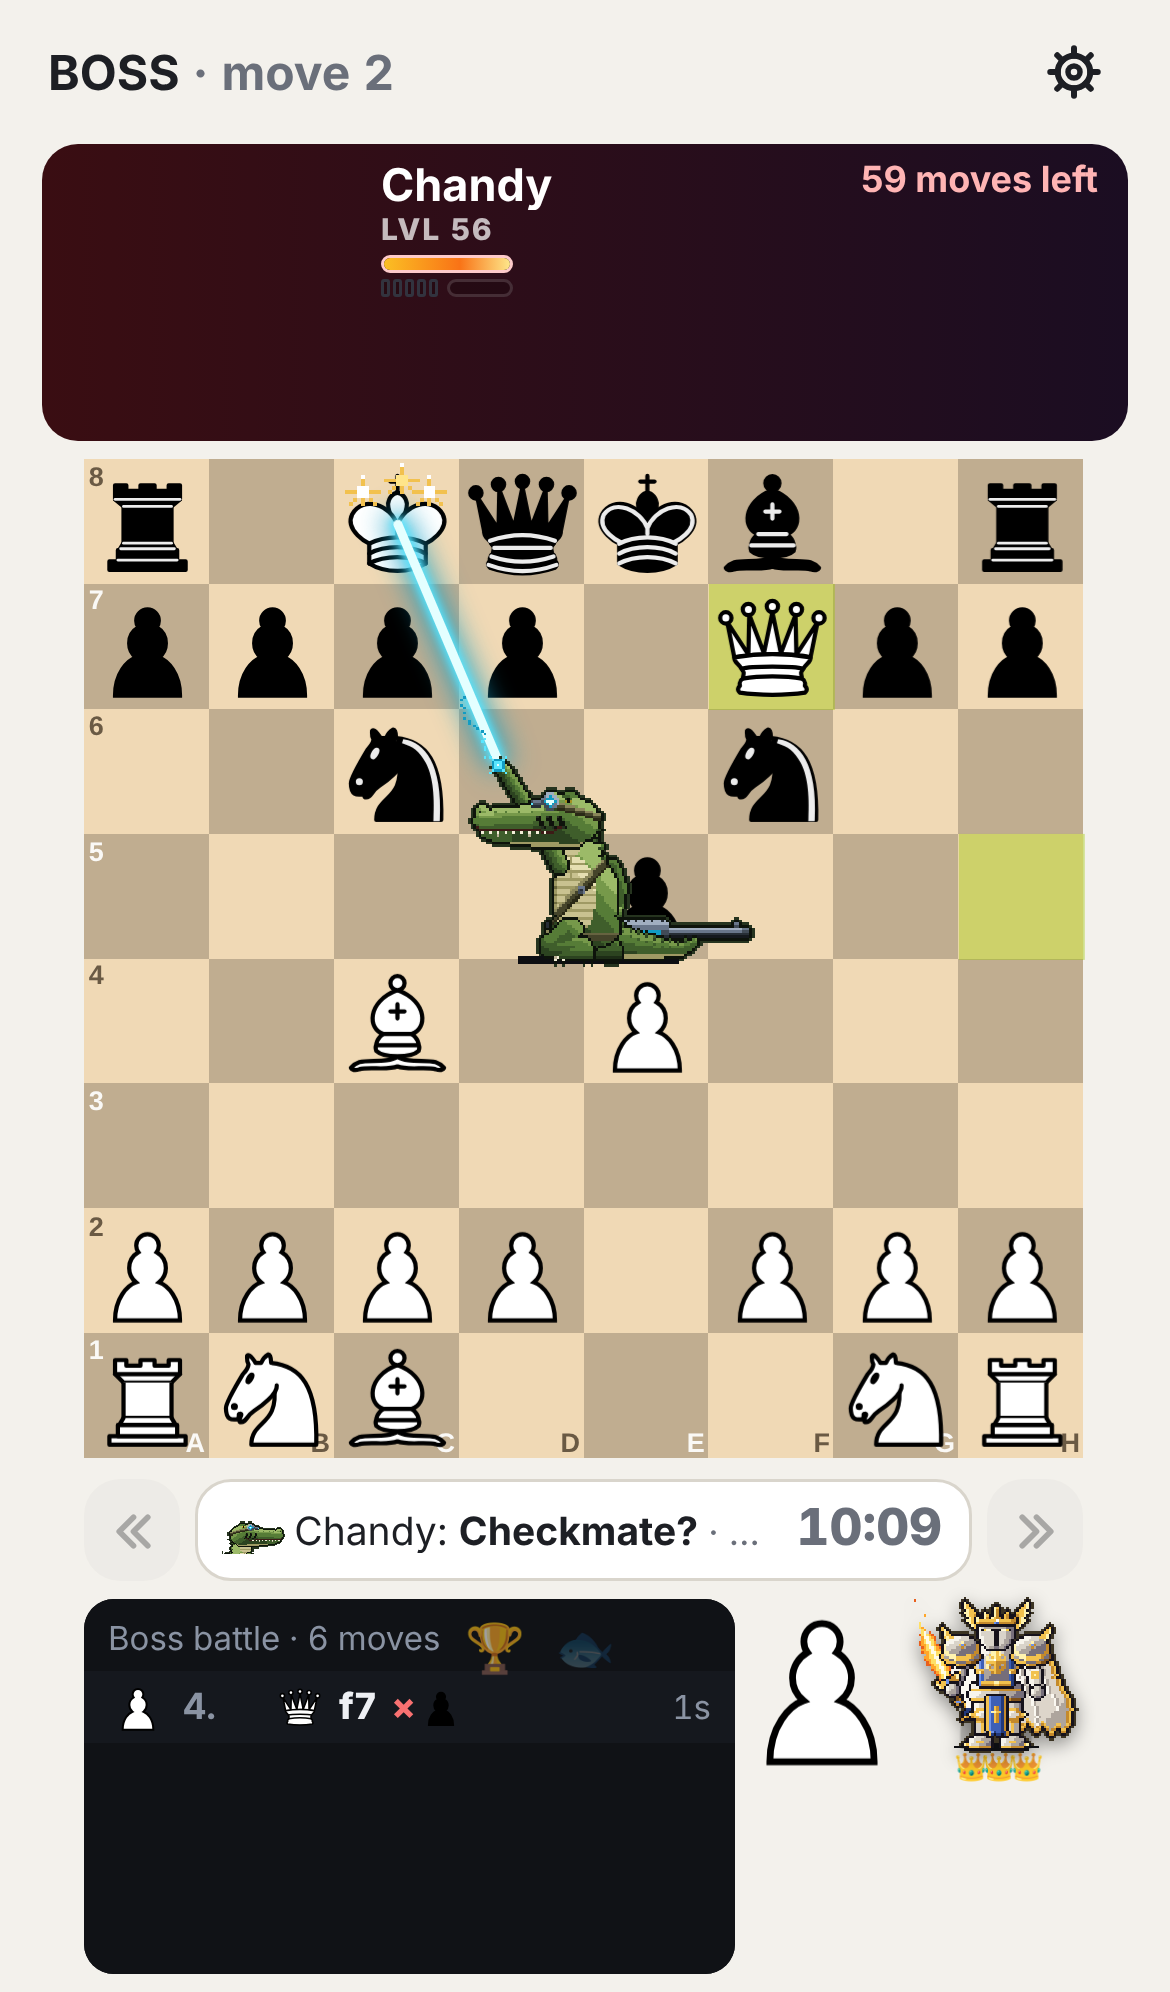 BOSS · move 2
Chandy
59 moves left
LVL 56
8
7
6
5
4
3
2
1
A B C D E F G H
Chandy: Checkmate? · ...
10:09
Boss battle · 6 moves
4. f7 × 1s